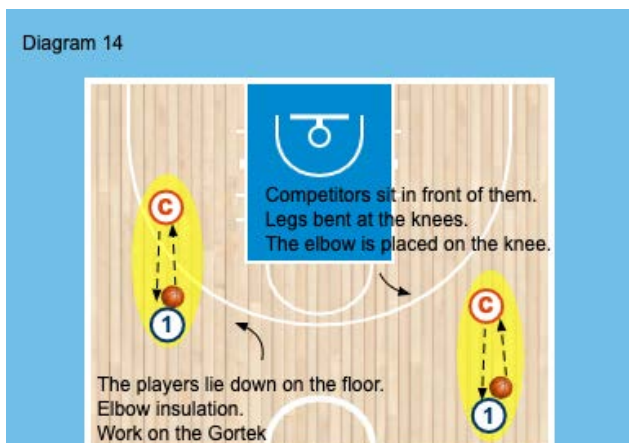 Diagram 14
Competitors sit in front of them.
Legs bent at the knees.
The elbow is placed on the knee.
C
1
C
1
The players lie down on the floor.
Elbow insulation.
Work on the Gortek